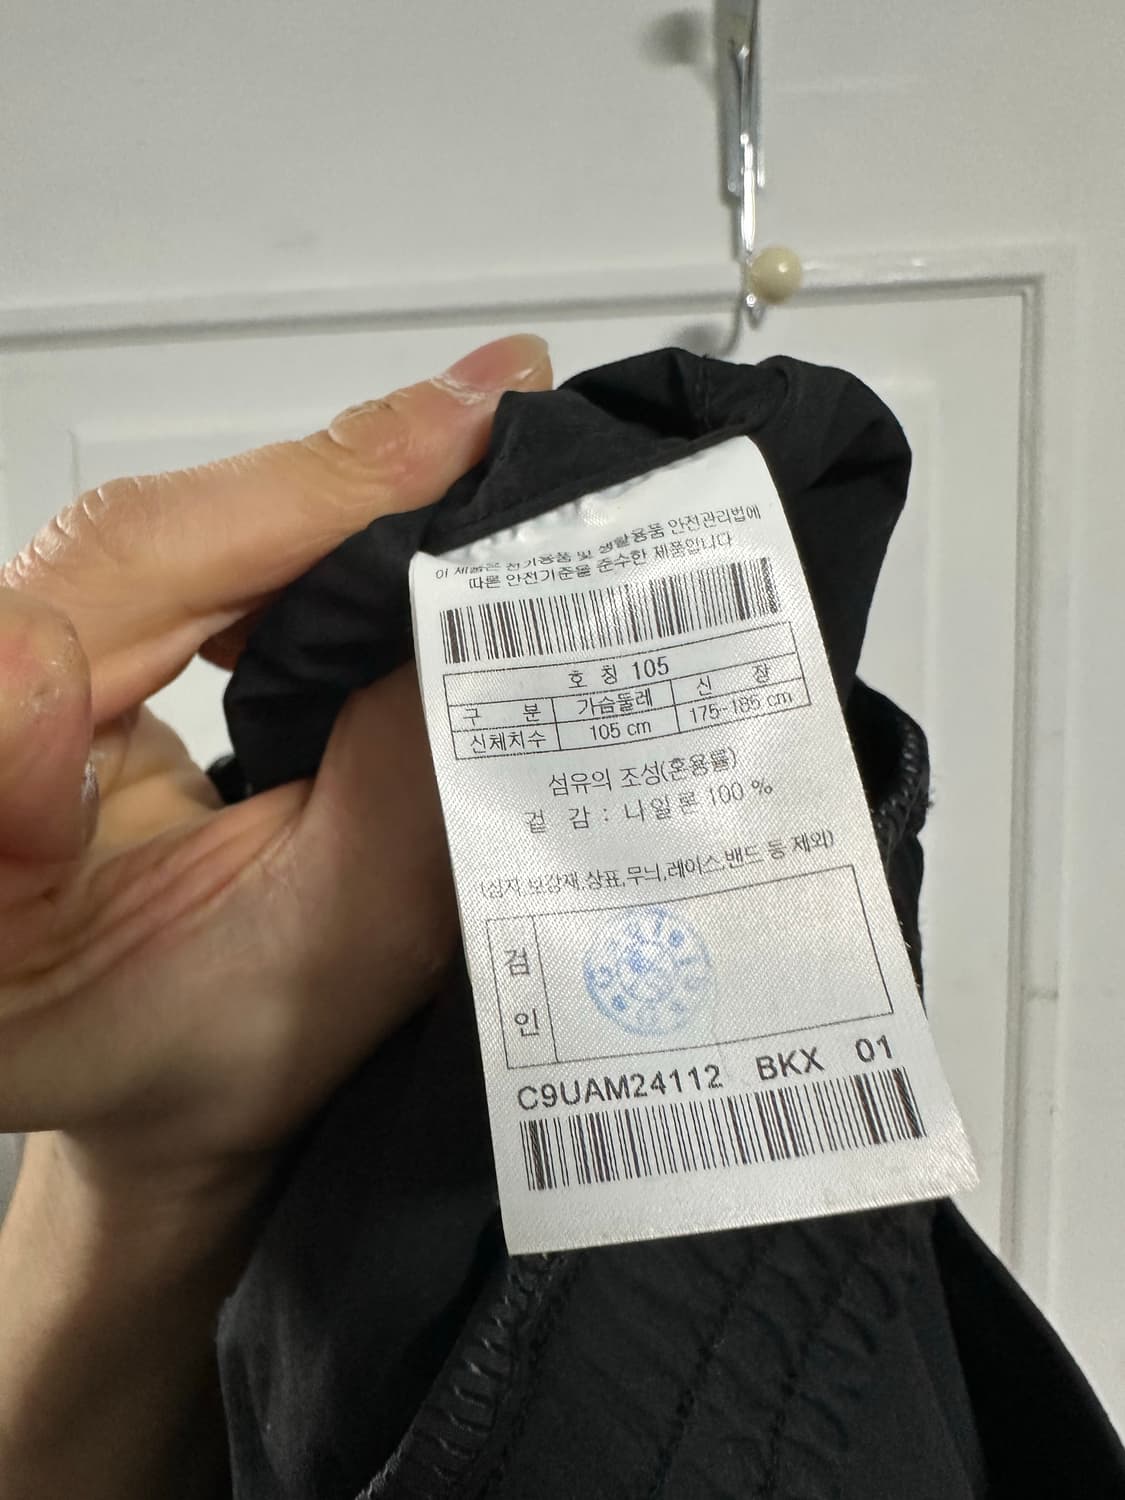 이 제품은 전기용품 및 생활용품 안전관리법에
따른 안전기준을 준수한 제품입니다
호 칭 105
구 분 가슴둘레 신 장
신체치수 105 cm 175-185 cm
섬유의 조성(혼용률)
겉 감 : 나일론 100 %
(심지,보강재,상표,무늬,레이스,밴드 등 제외)
검
인
C9UAM24112 BKX 01